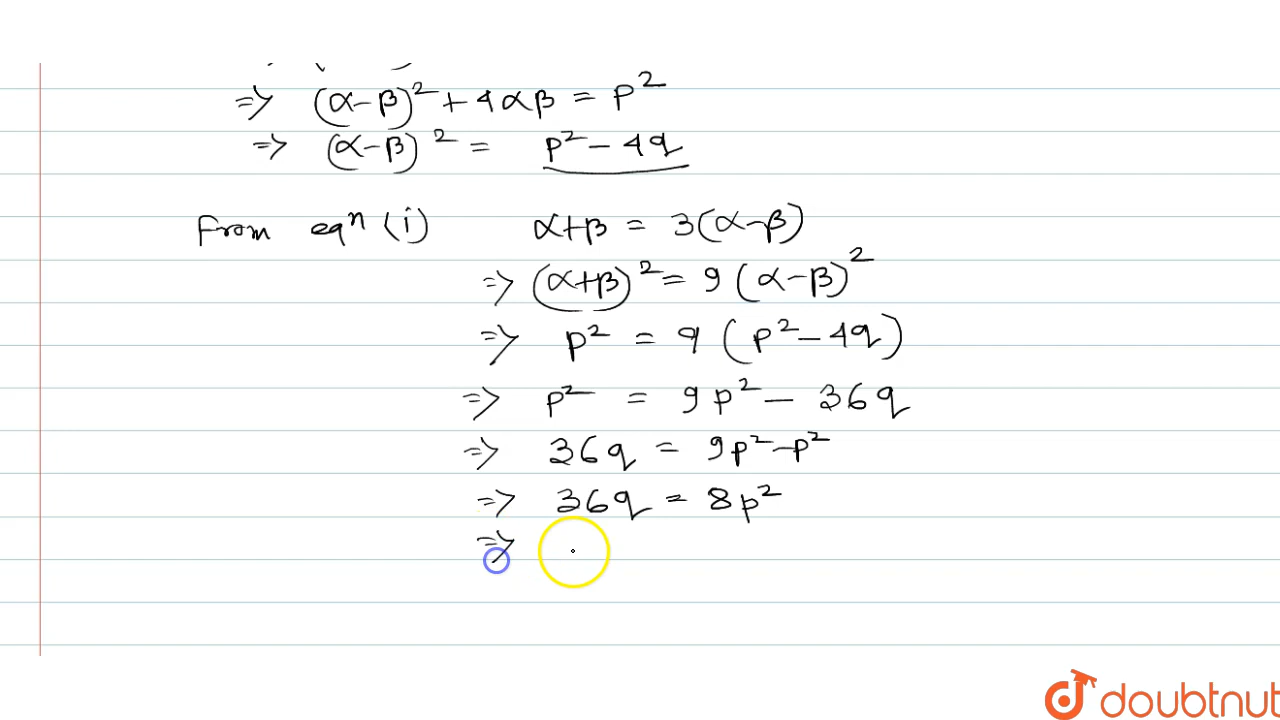 => (α-β)² + 4αβ = p²
=> (α-β)² = p² - 4q
From eqⁿ (i) α+β = 3(α-β)
=> (α+β)² = 9 (α-β)²
=> p² = 9 (p² - 4q)
=> p² = 9p² - 36q
=> 36q = 9p² - p²
=> 36q = 8p²
=>
doubtnut